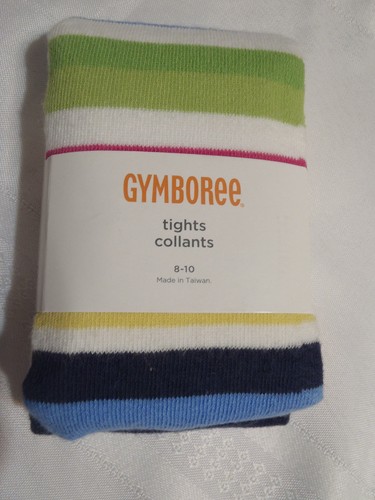 GYMBOREE
tights
collants
8-10
Made in Taiwan